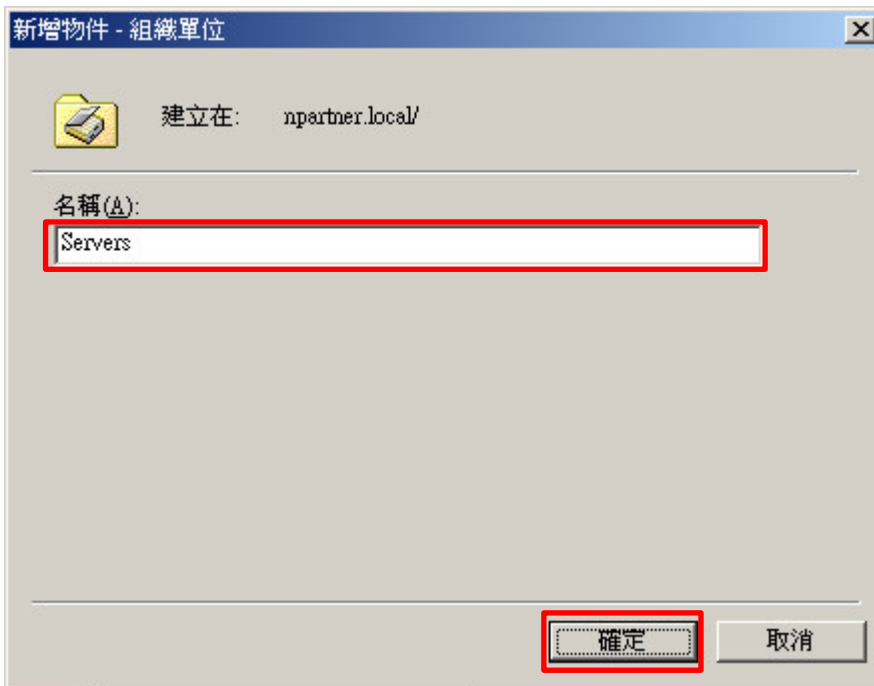 新增物件 - 組織單位
建立在: npartner.local/
名稱(A):
Servers
確定 取消